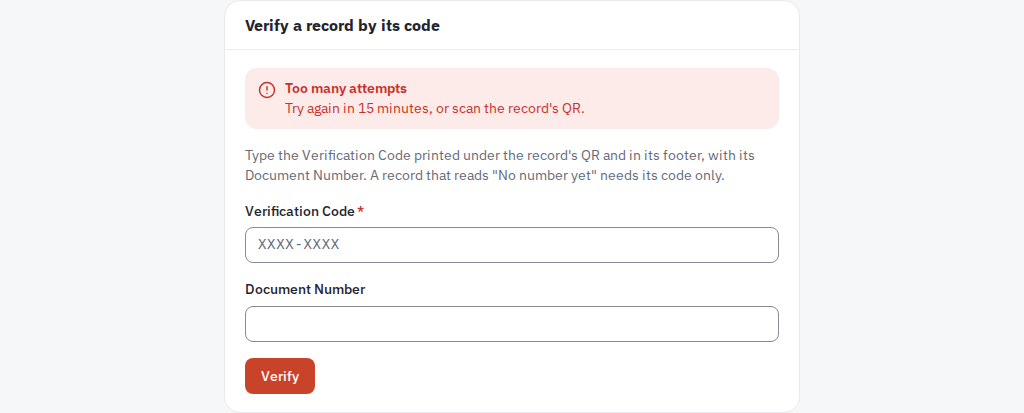 Verify a record by its code
Too many attempts
Try again in 15 minutes, or scan the record's QR.
Type the Verification Code printed under the record's QR and in its footer, with its
Document Number. A record that reads "No number yet" needs its code only.
Verification Code *
XXXX-XXXX
Document Number
Verify